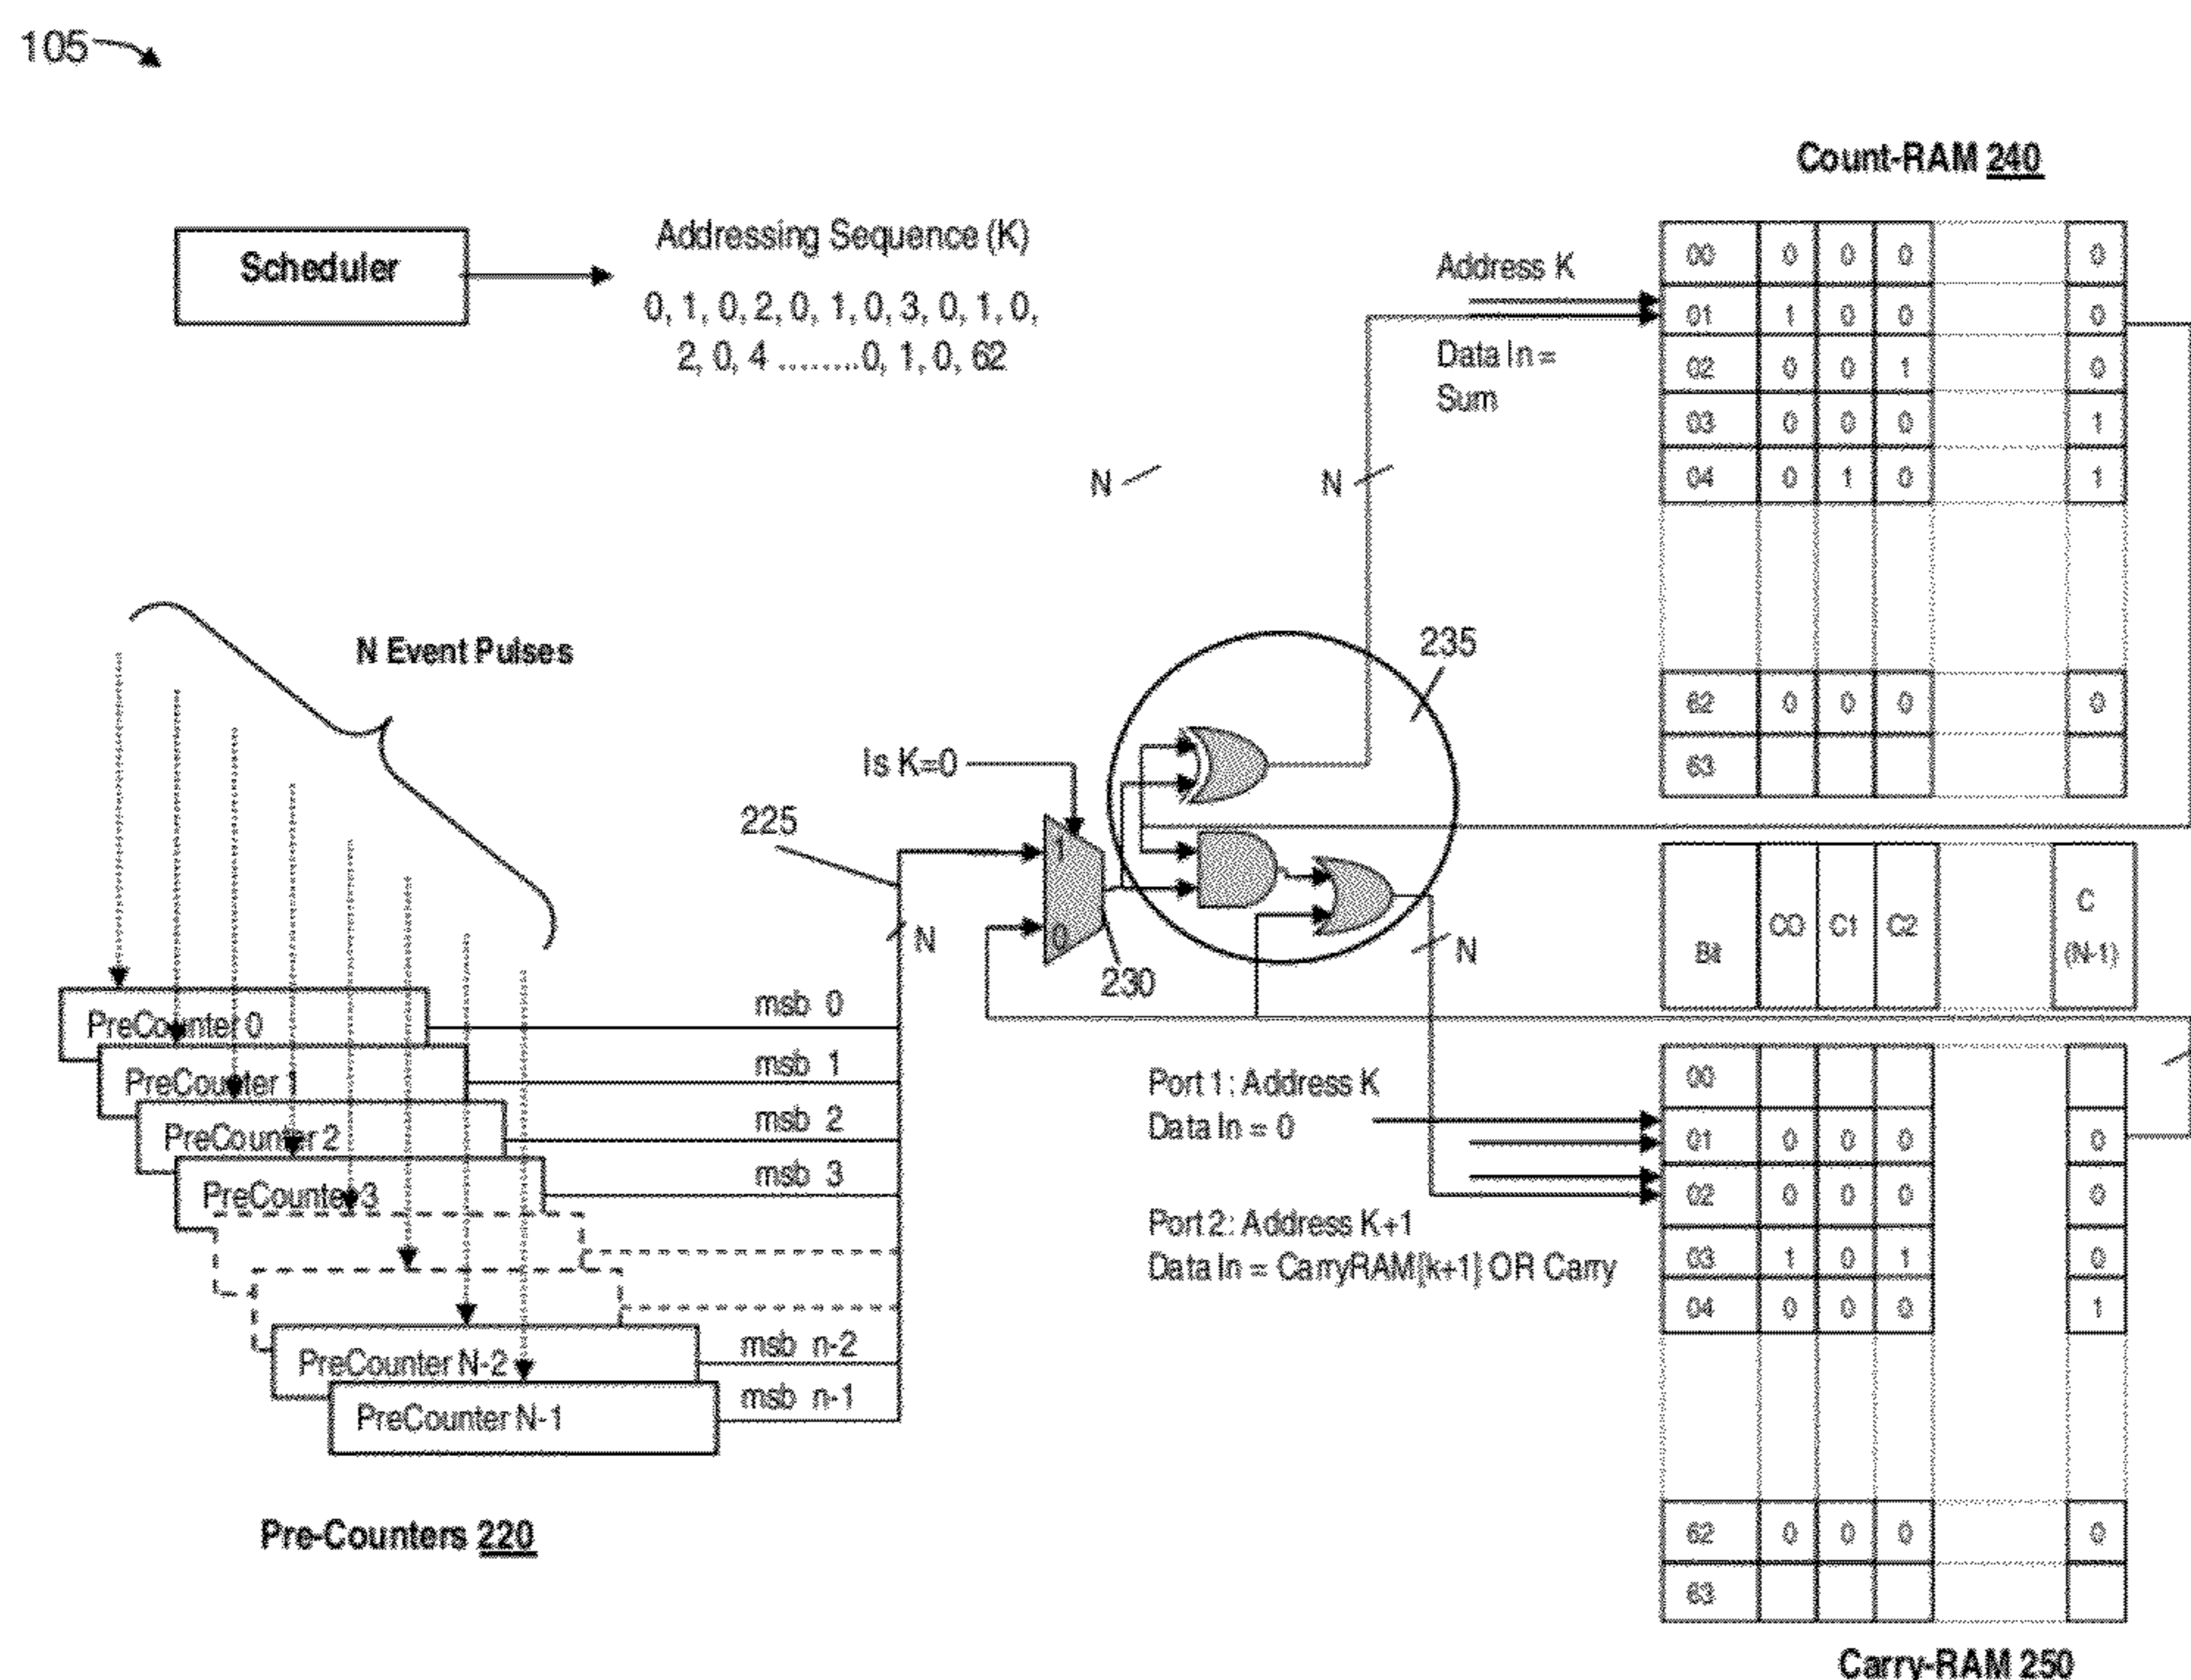 105
Count-RAM 240
Scheduler
Addressing Sequence (K)
0, 1, 0, 2, 0, 1, 0, 3, 0, 1, 0,
2, 0, 4 ........0, 1, 0, 62
Address K
Data In =
Sum
00 0 0 0 0
01 1 0 0 0
02 0 0 1 0
03 0 0 0 1
04 0 1 0 1
62 0 0 0 0
63
N
N
N Event Pulses
235
Is K=0
225
1
0
N
N
230
Bit C0 C1 C2 C
(N-1)
PreCounter 0
msb 0
PreCounter 1
msb 1
PreCounter 2
msb 2
PreCounter 3
msb 3
PreCounter N-2
msb n-2
PreCounter N-1
msb n-1
Port 1: Address K
Data In = 0
Port 2: Address K+1
Data In = CarryRAM[k+1] OR Carry
00
01 0 0 0 0
02 0 0 0 0
03 1 0 1 0
04 0 0 0 1
62 0 0 0 0
63
Pre-Counters 220
Carry-RAM 250